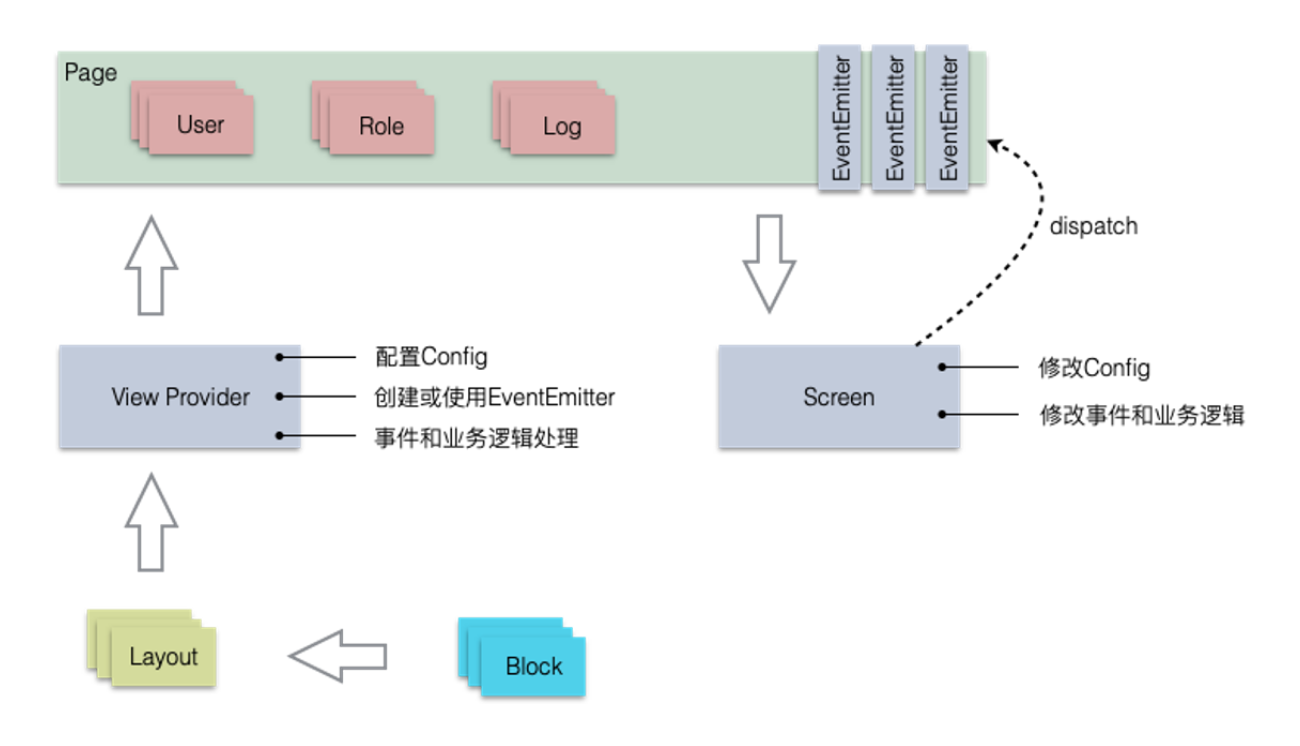 Page
User
Role
Log
EventEmitter
EventEmitter
EventEmitter
dispatch
View Provider
配置Config
创建或使用EventEmitter
事件和业务逻辑处理
Screen
修改Config
修改事件和业务逻辑
Layout
Block